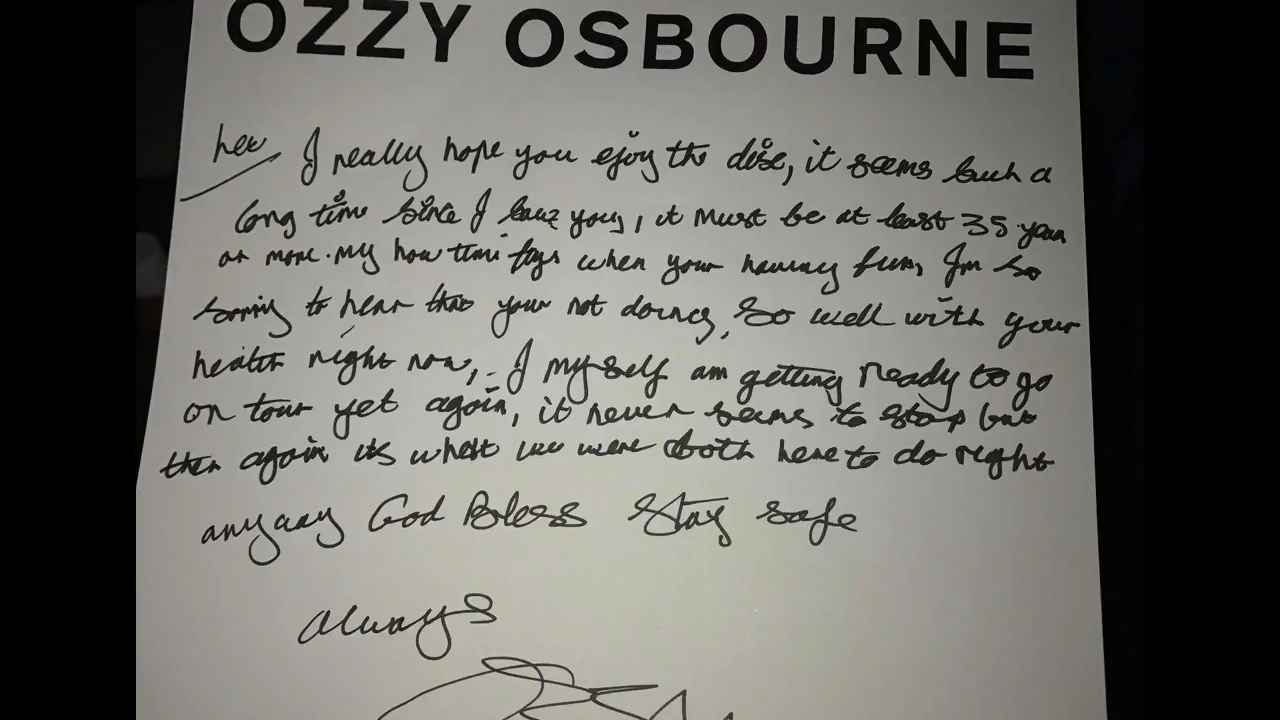 OZZY OSBOURNE
I really hope you ejoy the disc, it seems such a
long time since I you, it must be at least 35 years
or more. My how time flys when your having fun, I'm so
sorry to hear that your not doing, so well with your
health right now, I myself am getting ready to go
on tour yet again, it never seems to stop but
then again its what we were both here to do right
anyway God Bless Stay safe
always